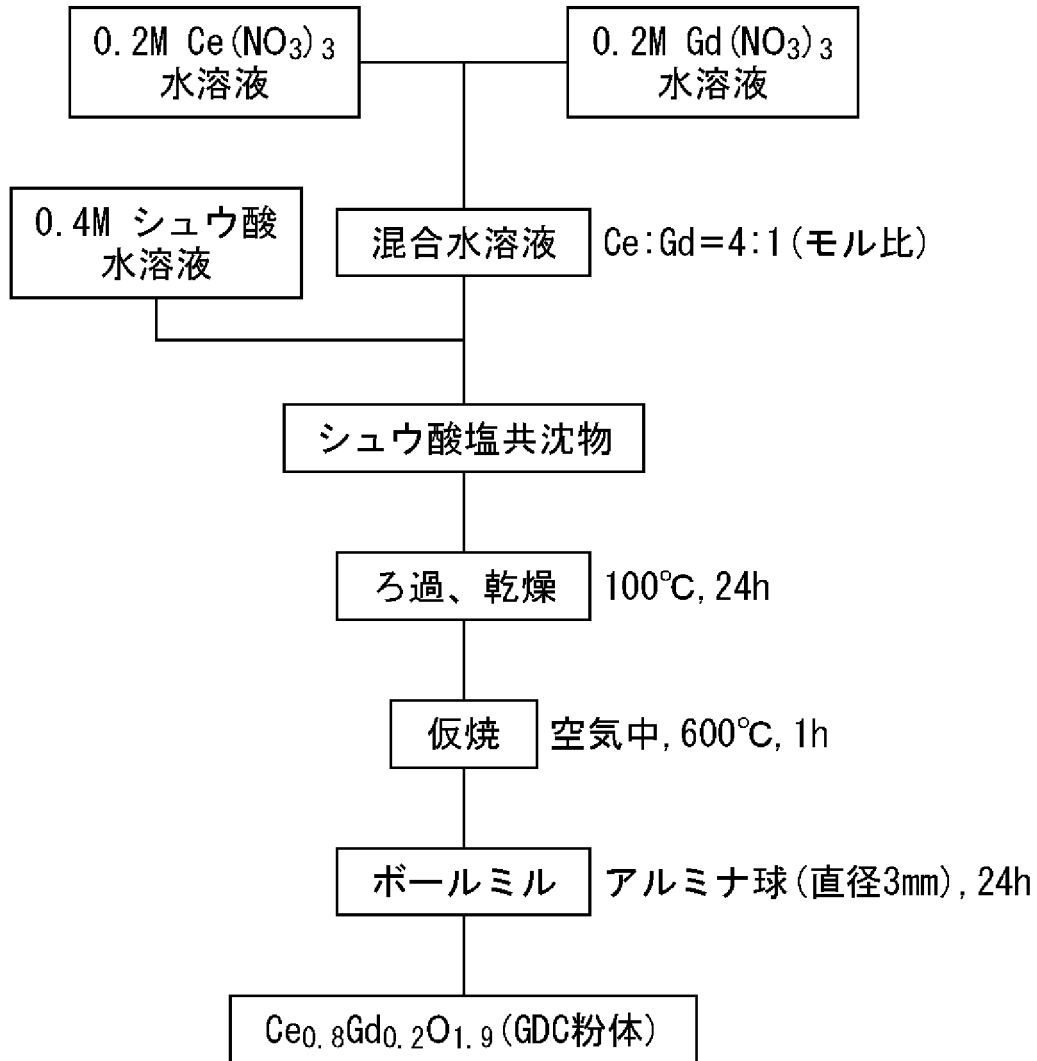 0.2M Ce(NO₃)₃
水溶液
0.2M Gd(NO₃)₃
水溶液
0.4M シュウ酸
水溶液
混合水溶液
Ce:Gd=4:1(モル比)
シュウ酸塩共沈物
ろ過、乾燥
100℃,24h
仮焼
空気中,600℃,1h
ボールミル
アルミナ球(直径3mm),24h
Ce₀.₈Gd₀.₂O₁.₉(GDC粉体)